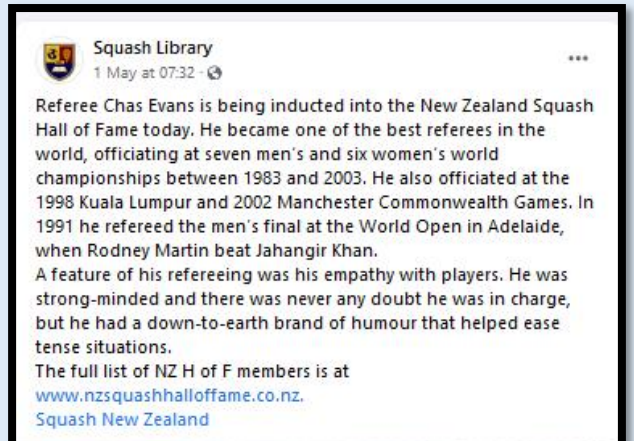 Squash Library
1 May at 07:32 ·
Referee Chas Evans is being inducted into the New Zealand Squash
Hall of Fame today. He became one of the best referees in the
world, officiating at seven men's and six women's world
championships between 1983 and 2003. He also officiated at the
1998 Kuala Lumpur and 2002 Manchester Commonwealth Games. In
1991 he refereed the men's final at the World Open in Adelaide,
when Rodney Martin beat Jahangir Khan.
A feature of his refereeing was his empathy with players. He was
strong-minded and there was never any doubt he was in charge,
but he had a down-to-earth brand of humour that helped ease
tense situations.
The full list of NZ H of F members is at
www.nzsquashhalloffame.co.nz.
Squash New Zealand